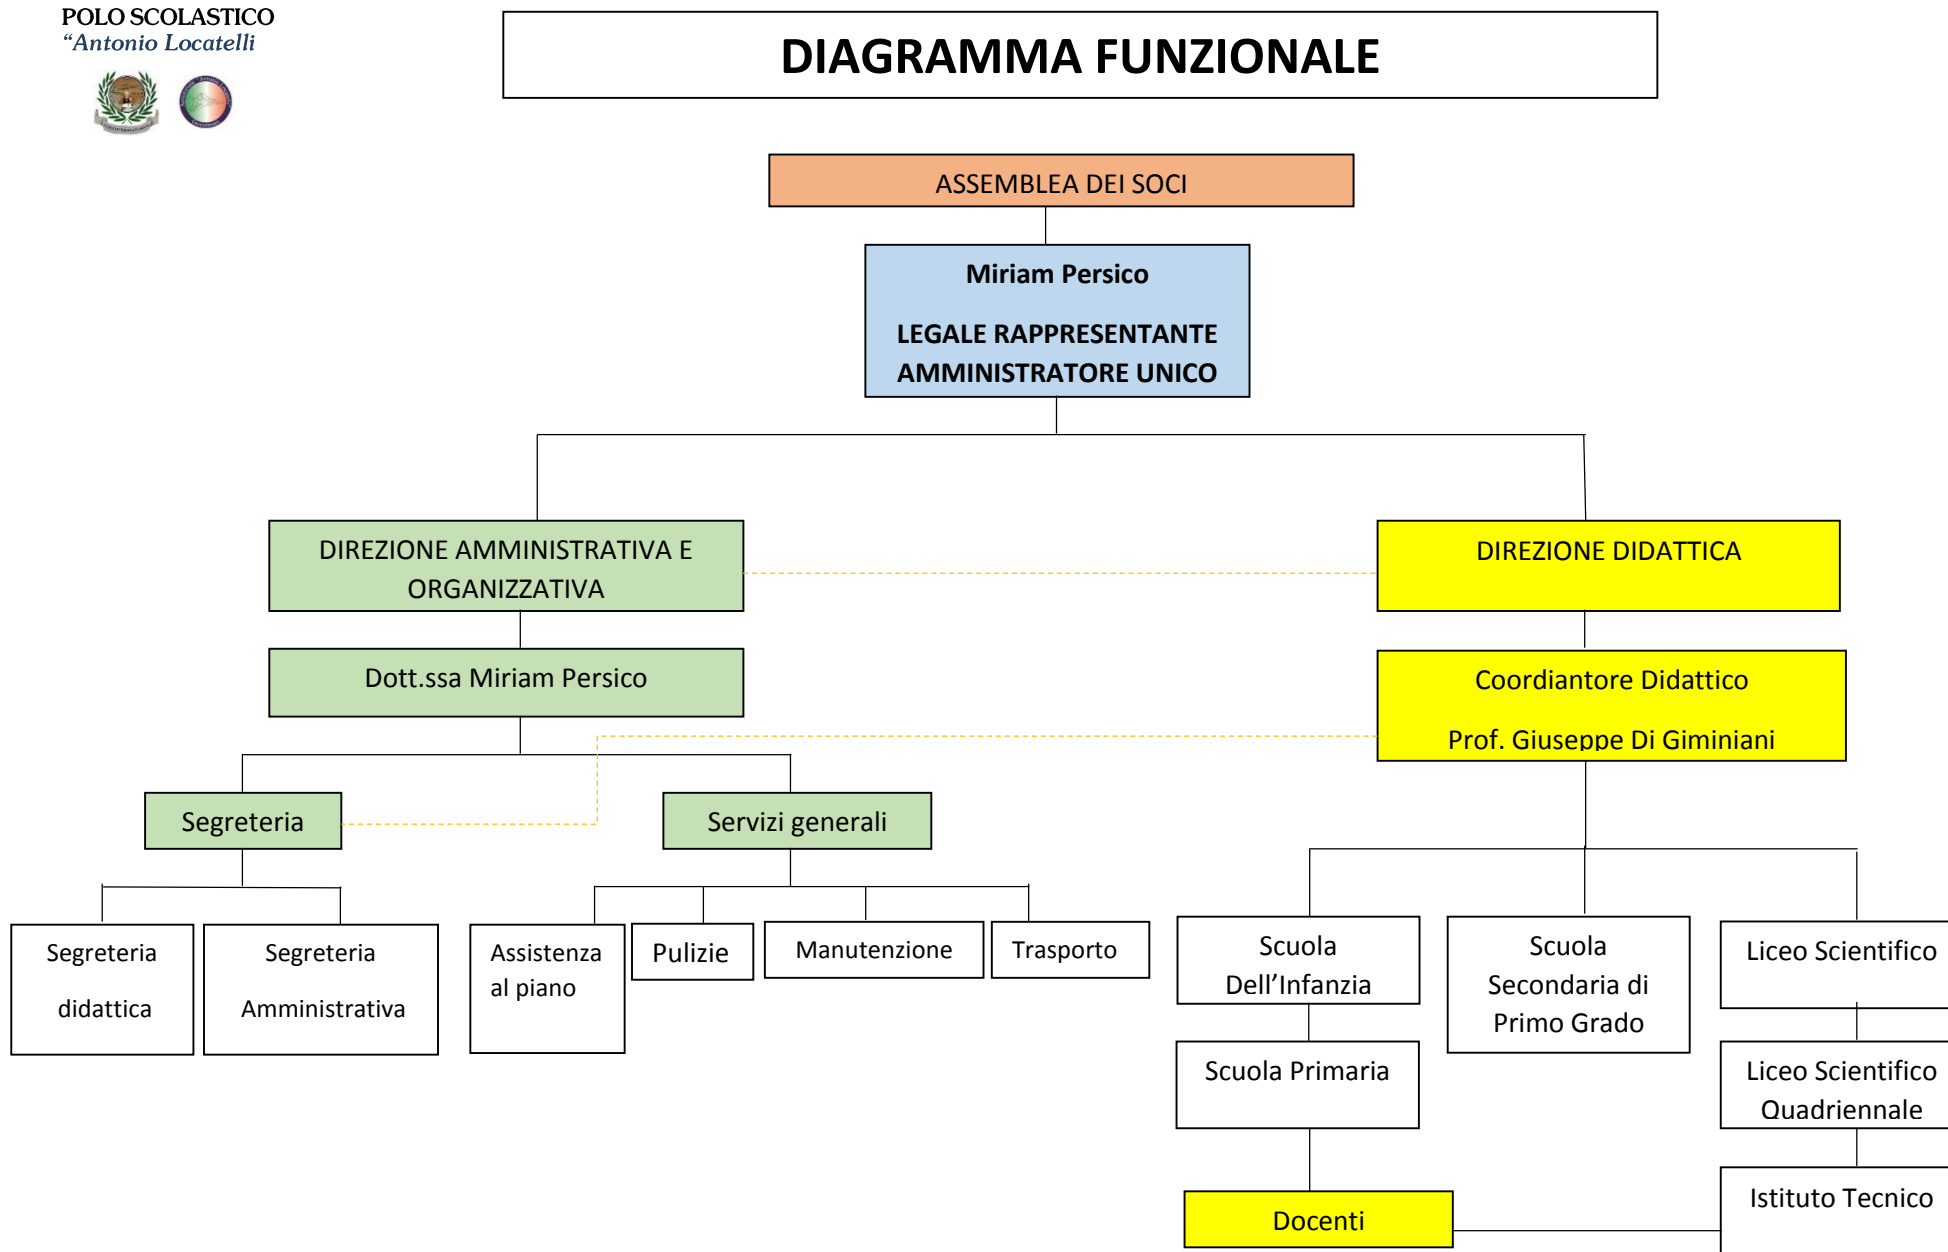 POLO SCOLASTICO
“Antonio Locatelli
DIAGRAMMA FUNZIONALE
ASSEMBLEA DEI SOCI
Miriam Persico
LEGALE RAPPRESENTANTE
AMMINISTRATORE UNICO
DIREZIONE AMMINISTRATIVA E
ORGANIZZATIVA
DIREZIONE DIDATTICA
Dott.ssa Miriam Persico
Coordiantore Didattico
Prof. Giuseppe Di Giminiani
Segreteria
Servizi generali
Segreteria
didattica
Segreteria
Amministrativa
Assistenza
al piano
Pulizie
Manutenzione
Trasporto
Scuola
Dell’Infanzia
Scuola
Secondaria di
Primo Grado
Liceo Scientifico
Scuola Primaria
Liceo Scientifico
Quadriennale
Istituto Tecnico
Docenti